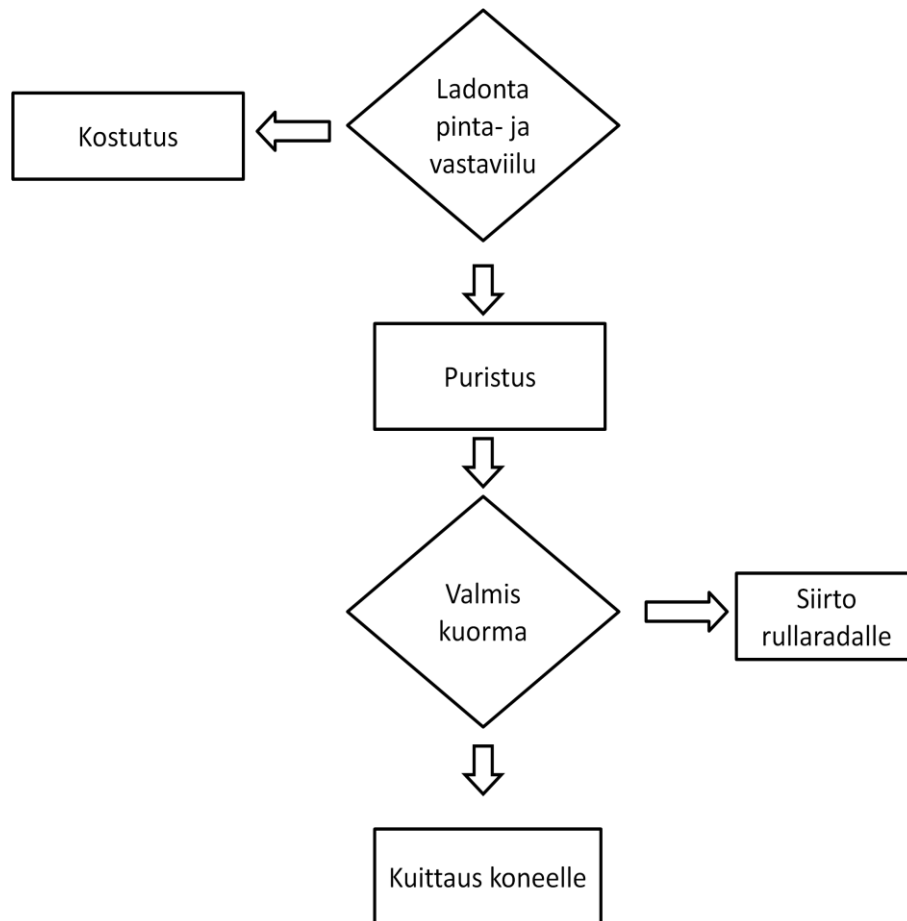 Ladonta
pinta- ja
vastaviilu
Kostutus
Puristus
Valmis
kuorma
Siirto
rullaradalle
Kuittaus koneelle